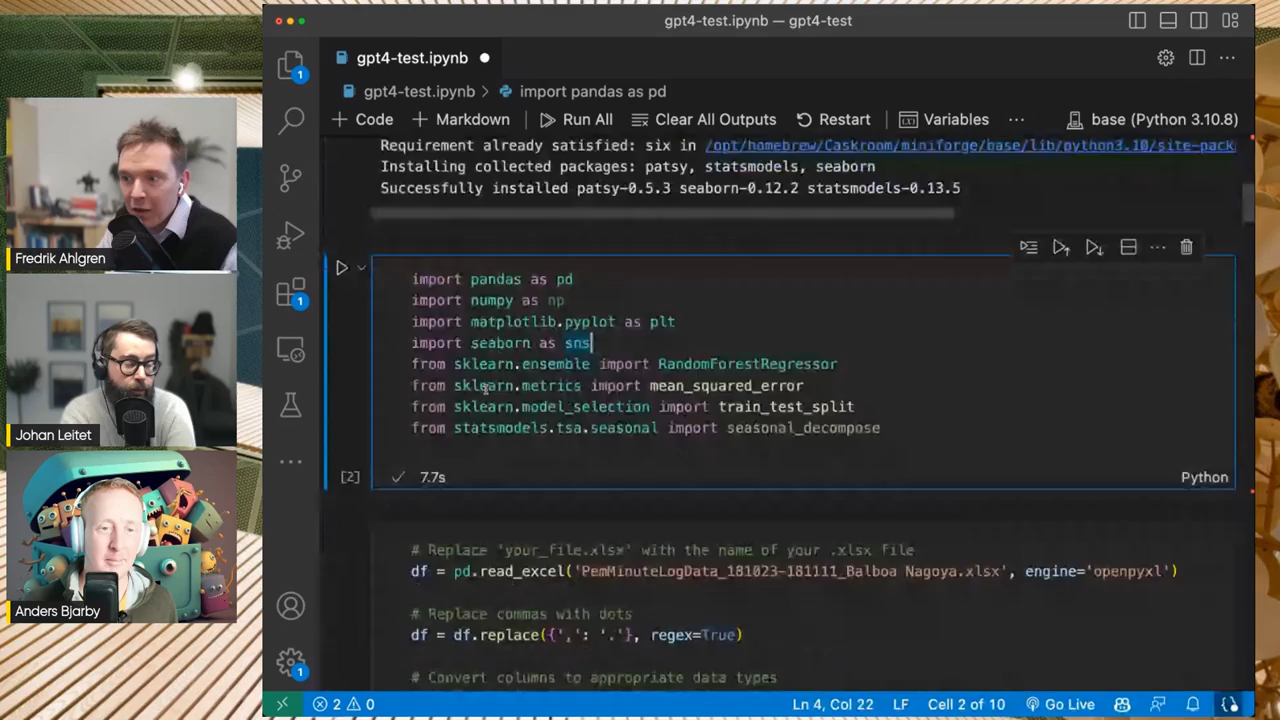 gpt4-test.ipynb — gpt4-test
gpt4-test.ipynb
1
gpt4-test.ipynb > import pandas as pd
+ Code + Markdown Run All Clear All Outputs Restart Variables ... base (Python 3.10.8)
Requirement already satisfied: six in /opt/homebrew/Caskroom/miniforge/base/lib/python3.10/site-pack
Installing collected packages: patsy, statsmodels, seaborn
Successfully installed patsy-0.5.3 seaborn-0.12.2 statsmodels-0.13.5
Fredrik Ahlgren
import pandas as pd
import numpy as np
1
import matplotlib.pyplot as plt
import seaborn as sns
from sklearn.ensemble import RandomForestRegressor
from sklearn.metrics import mean_squared_error
from sklearn.model_selection import train_test_split
from statsmodels.tsa.seasonal import seasonal_decompose
Johan Leitet
[2] 7.7s Python
# Replace 'your_file.xlsx' with the name of your .xlsx file
df = pd.read_excel('PemMinuteLogData_181023-181111_Balboa Nagoya.xlsx', engine='openpyxl')
# Replace commas with dots
Anders Bjarby
df = df.replace({',': '.'}, regex=True)
# Convert columns to appropriate data types
1
2 0 Ln 4, Col 22 LF Cell 2 of 10 Go Live